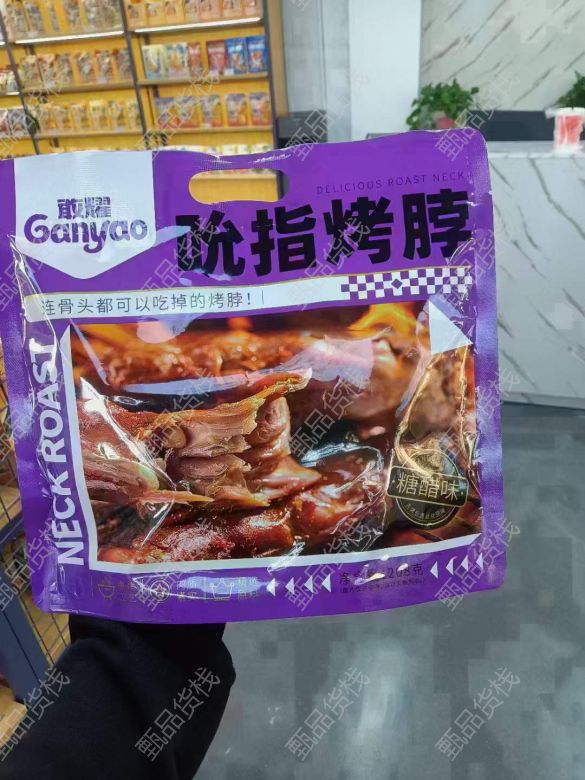 敢耀
Ganyao
DELICIOUS ROAST NECK
吮指烤脖
连骨头都可以吃掉的烤脖！
NECK ROAST
糖醋味
甄品货栈